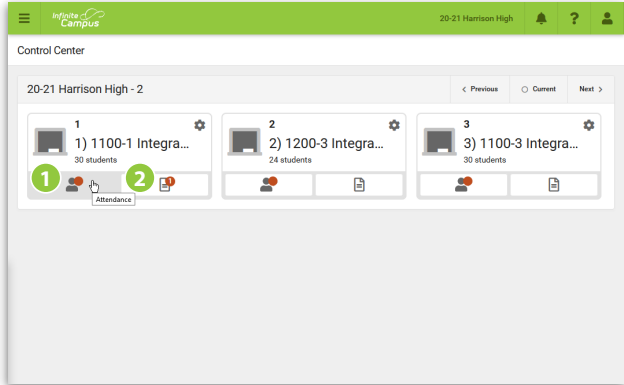 Infinite Campus
20-21 Harrison High
?
Control Center
20-21 Harrison High - 2
< Previous
Current
Next >
1
1) 1100-1 Integra...
30 students
2
2) 1200-3 Integra...
24 students
3
3) 1100-3 Integra...
30 students
1
2
1
Attendance